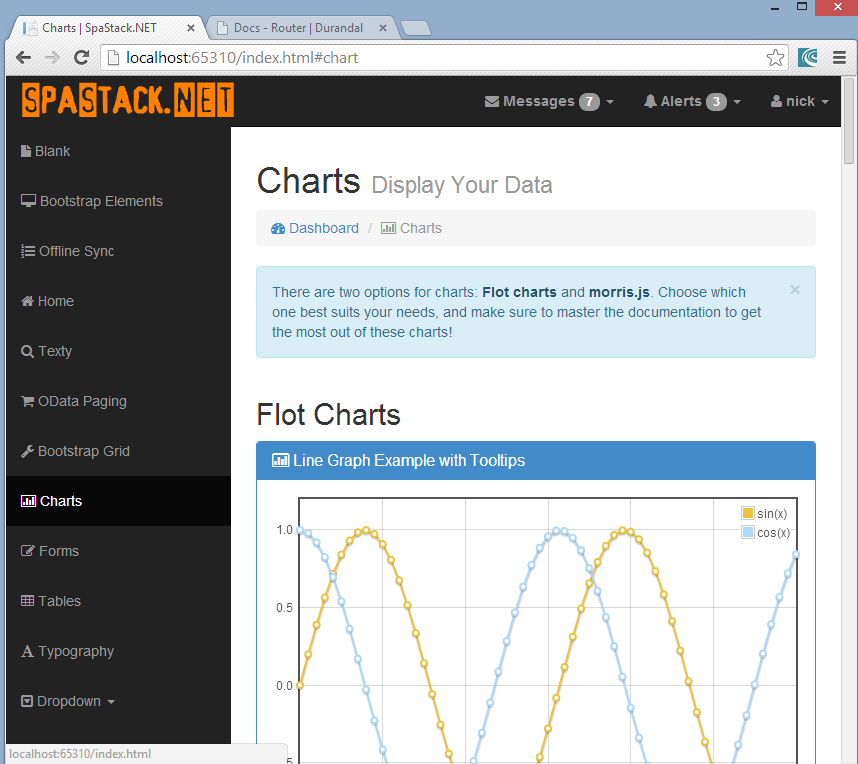 Charts | SpaStack.NET
Docs - Router | Durandal
localhost:65310/index.html#chart
SPASTACK.NET
Messages 7
Alerts 3
nick
Blank
Bootstrap Elements
Offline Sync
Home
Texty
OData Paging
Bootstrap Grid
Charts
Forms
Tables
Typography
Dropdown
Charts Display Your Data
Dashboard / Charts
There are two options for charts: Flot charts and morris.js. Choose which
one best suits your needs, and make sure to master the documentation to get
the most out of these charts!
×
Flot Charts
Line Graph Example with Tooltips
sin(x)
cos(x)
1.0
0.5
0.0
localhost:65310/index.html